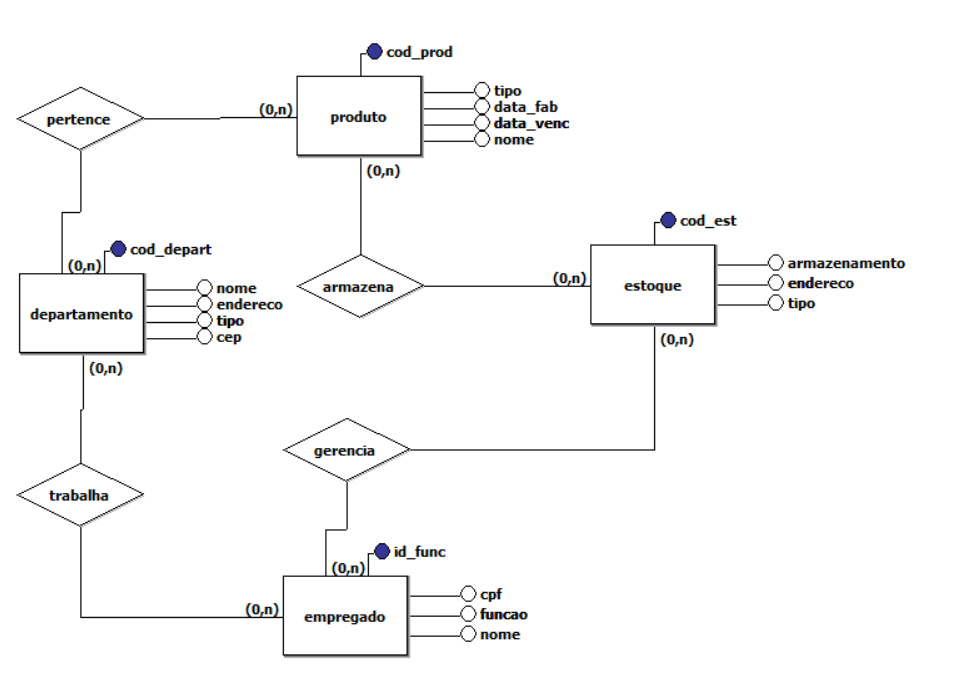 cod_prod
tipo
(0,n)
data_fab
pertence
produto
data_venc
nome
(0,n)
cod_est
cod_depart
(0,n)
armazenamento
(0,n)
nome
armazena
estoque
endereco
endereco
tipo
departamento
tipo
cep
(0,n)
(0,n)
gerencia
trabalha
id_func
(0,n)
cpf
(0,n)
empregado
funcao
nome